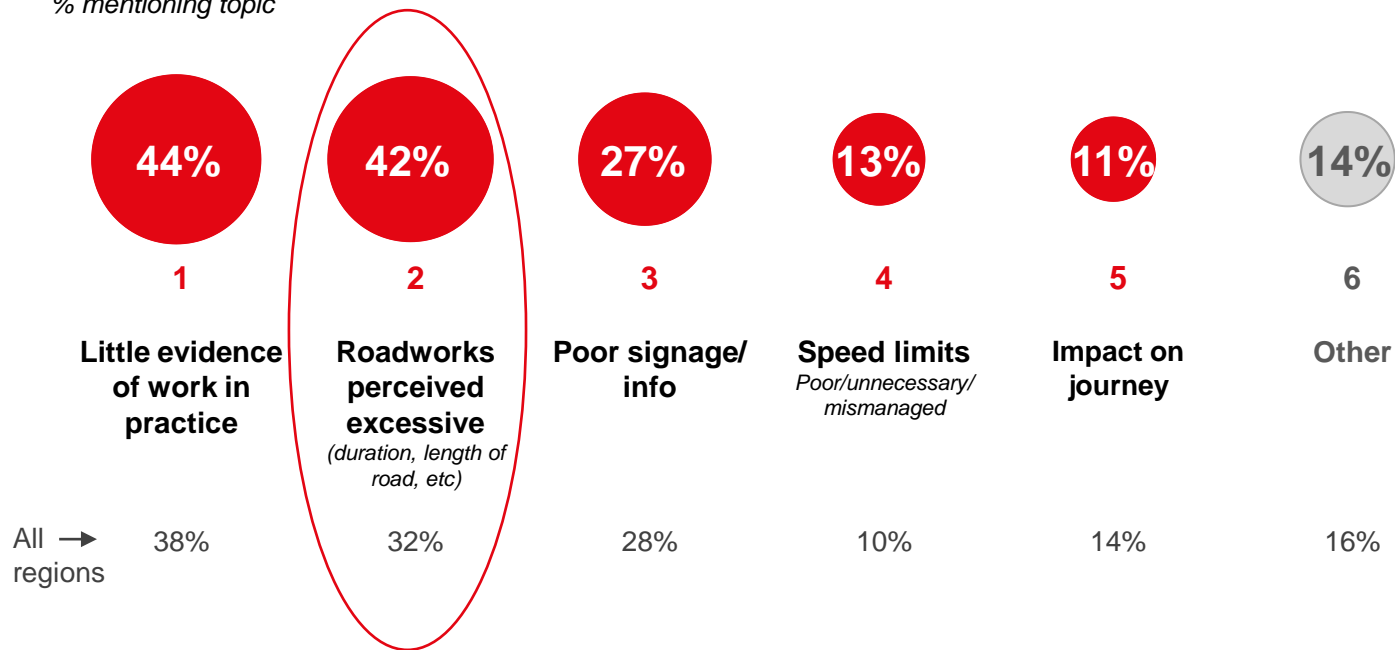 % mentioning topic
44%
42%
27%
13%
11%
14%
1
2
3
4
5
6
Little evidence
of work in
practice
Roadworks
perceived
excessive
(duration, length of
road, etc)
Poor signage/
info
Speed limits
Poor/unnecessary/
mismanaged
Impact on
journey
Other
All →
regions
38%
32%
28%
10%
14%
16%